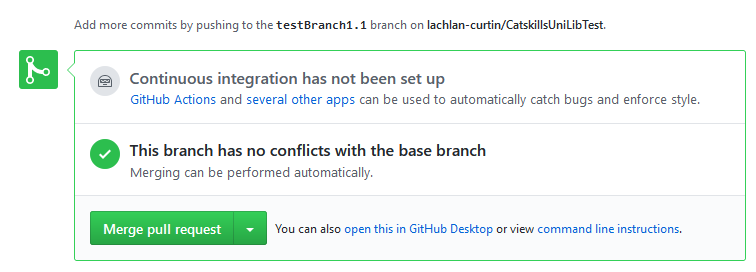 Add more commits by pushing to the testBranch1.1 branch on lachlan-curtin/CatskillsUniLibTest.
Continuous integration has not been set up
GitHub Actions and several other apps can be used to automatically catch bugs and enforce style.
This branch has no conflicts with the base branch
Merging can be performed automatically.
Merge pull request You can also open this in GitHub Desktop or view command line instructions.